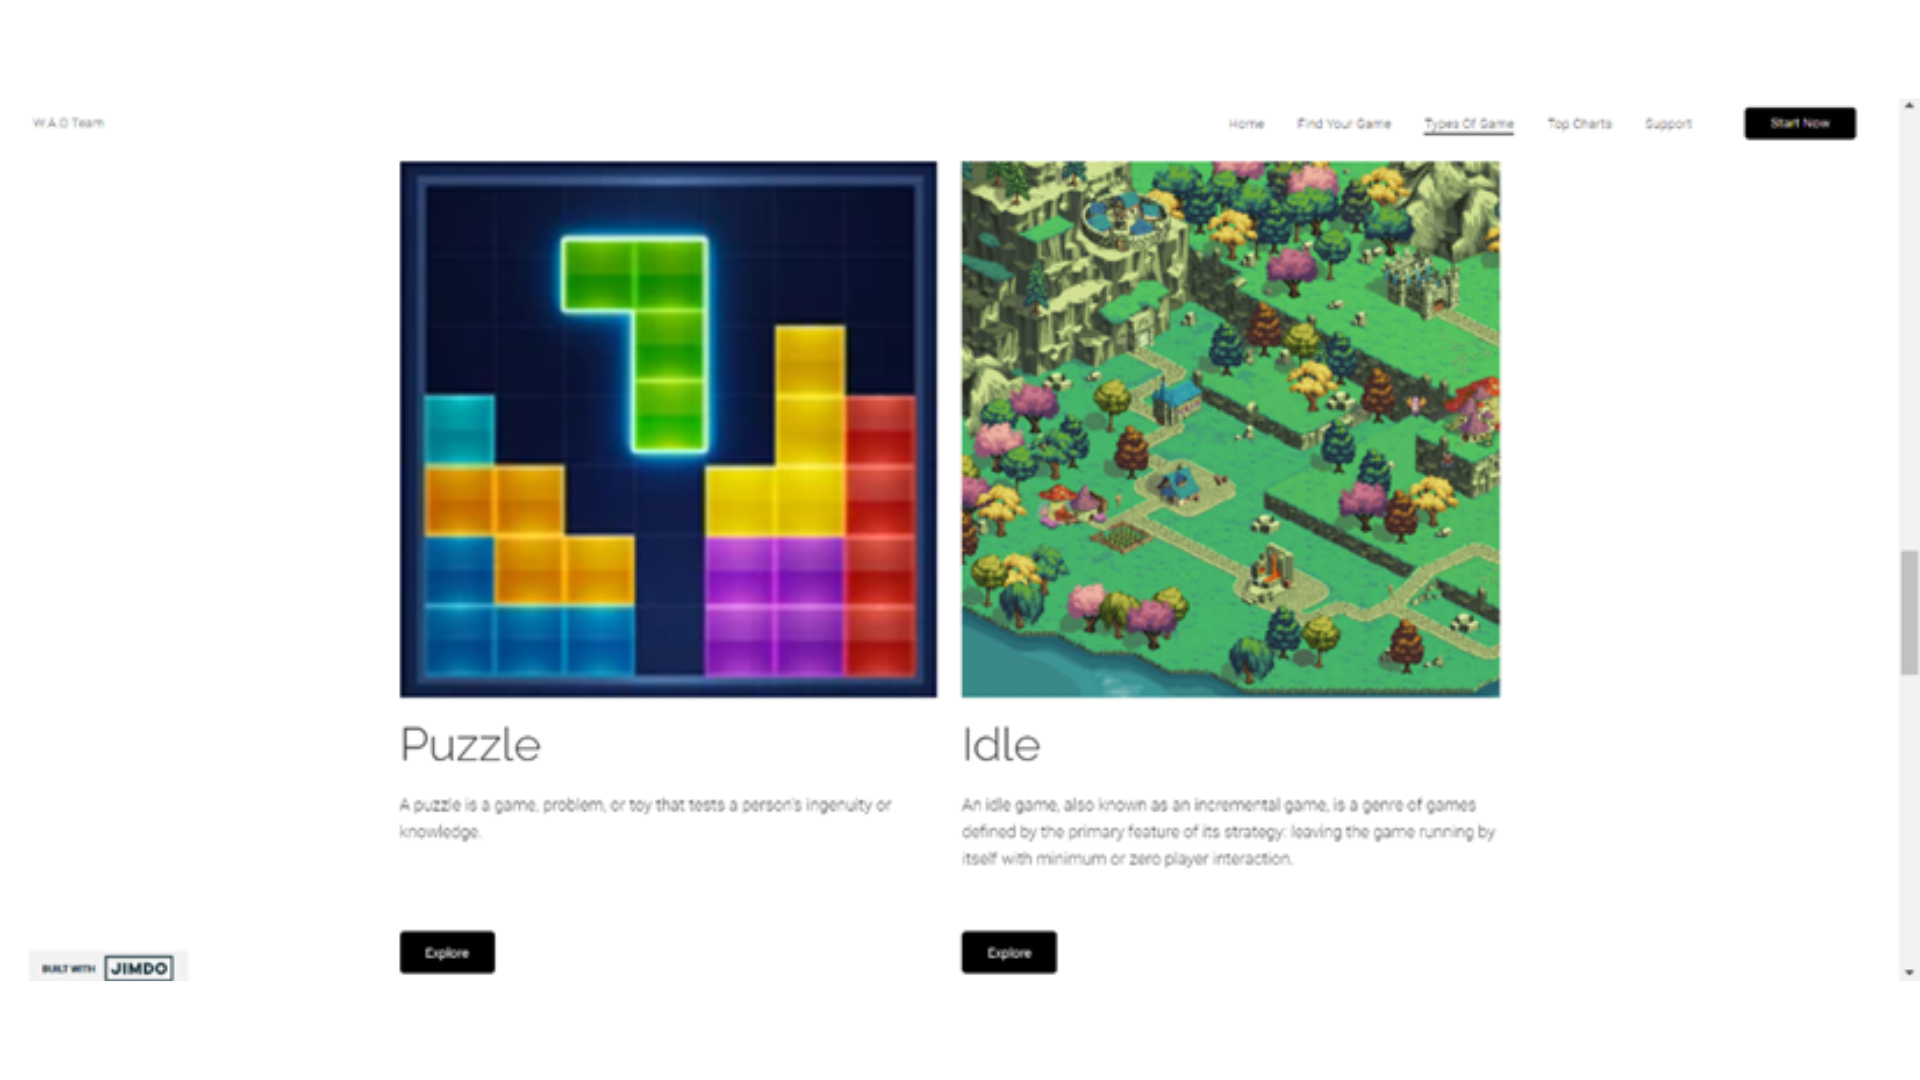 W.A.O Team
Home
Find Your Game
Types Of Game
Top Charts
Support
Start Now
Puzzle
A puzzle is a game, problem, or toy that tests a person's ingenuity or
knowledge.
Explore
Idle
An idle game, also known as an incremental game, is a genre of games
defined by the primary feature of its strategy: leaving the game running by
itself with minimum or zero player interaction.
Explore
BUILT WITH JIMDO